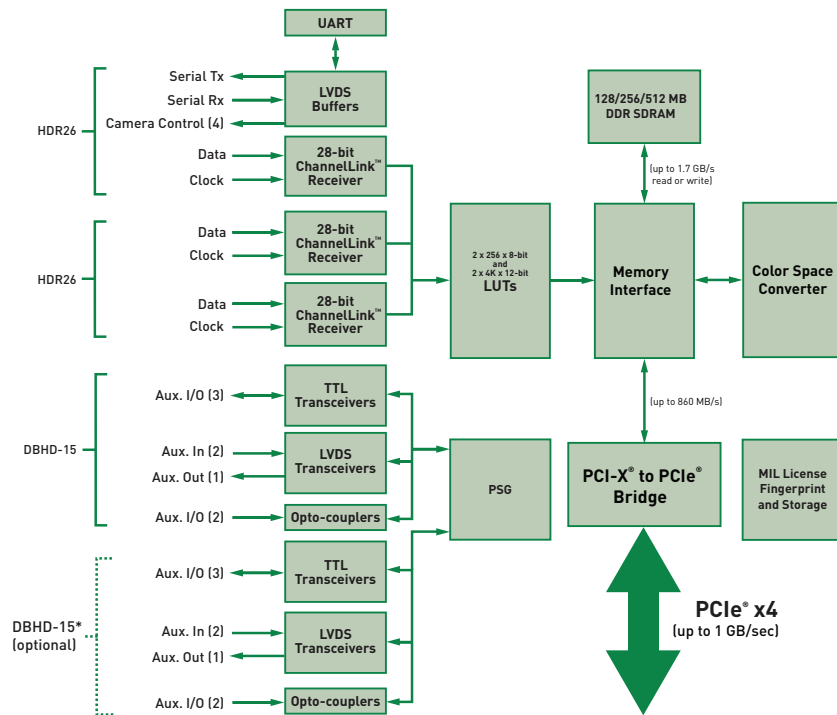 UART
Serial Tx
Serial Rx
Camera Control (4)
LVDS
Buffers
HDR26
Data
Clock
28-bit
ChannelLink™
Receiver
HDR26
Data
Clock
28-bit
ChannelLink™
Receiver
Data
Clock
28-bit
ChannelLink™
Receiver
2 x 256 x 8-bit
and
2 x 4K x 12-bit
LUTs
128/256/512 MB
DDR SDRAM
(up to 1.7 GB/s
read or write)
Memory
Interface
Color Space
Converter
(up to 860 MB/s)
DBHD-15
Aux. I/O (3)
TTL
Transceivers
Aux. In (2)
Aux. Out (1)
LVDS
Transceivers
Aux. I/O (2)
Opto-couplers
PSG
PCI-X® to PCIe®
Bridge
MIL License
Fingerprint
and Storage
DBHD-15*
(optional)
Aux. I/O (3)
TTL
Transceivers
Aux. In (2)
Aux. Out (1)
LVDS
Transceivers
Aux. I/O (2)
Opto-couplers
PCIe® x4
(up to 1 GB/sec)